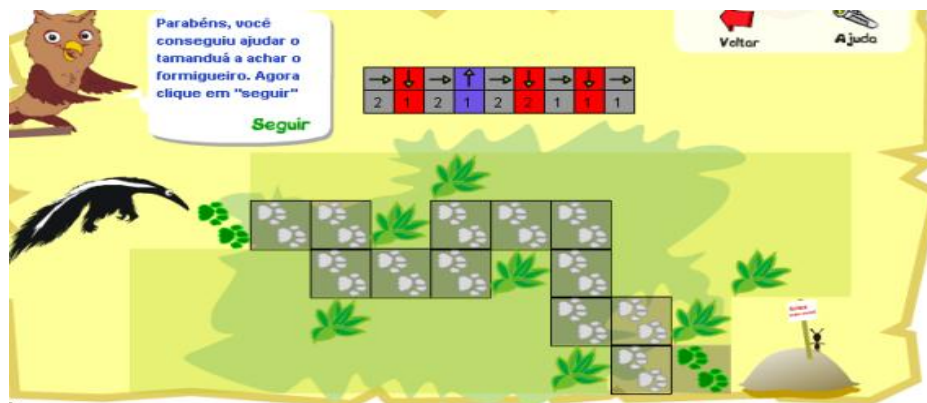 Parabéns, você
conseguiu ajudar o
tamanduá a achar o
formigueiro. Agora
clique em "seguir"
Seguir
Voltar
Ajuda
2 1 2 1 2 2 1 1 1